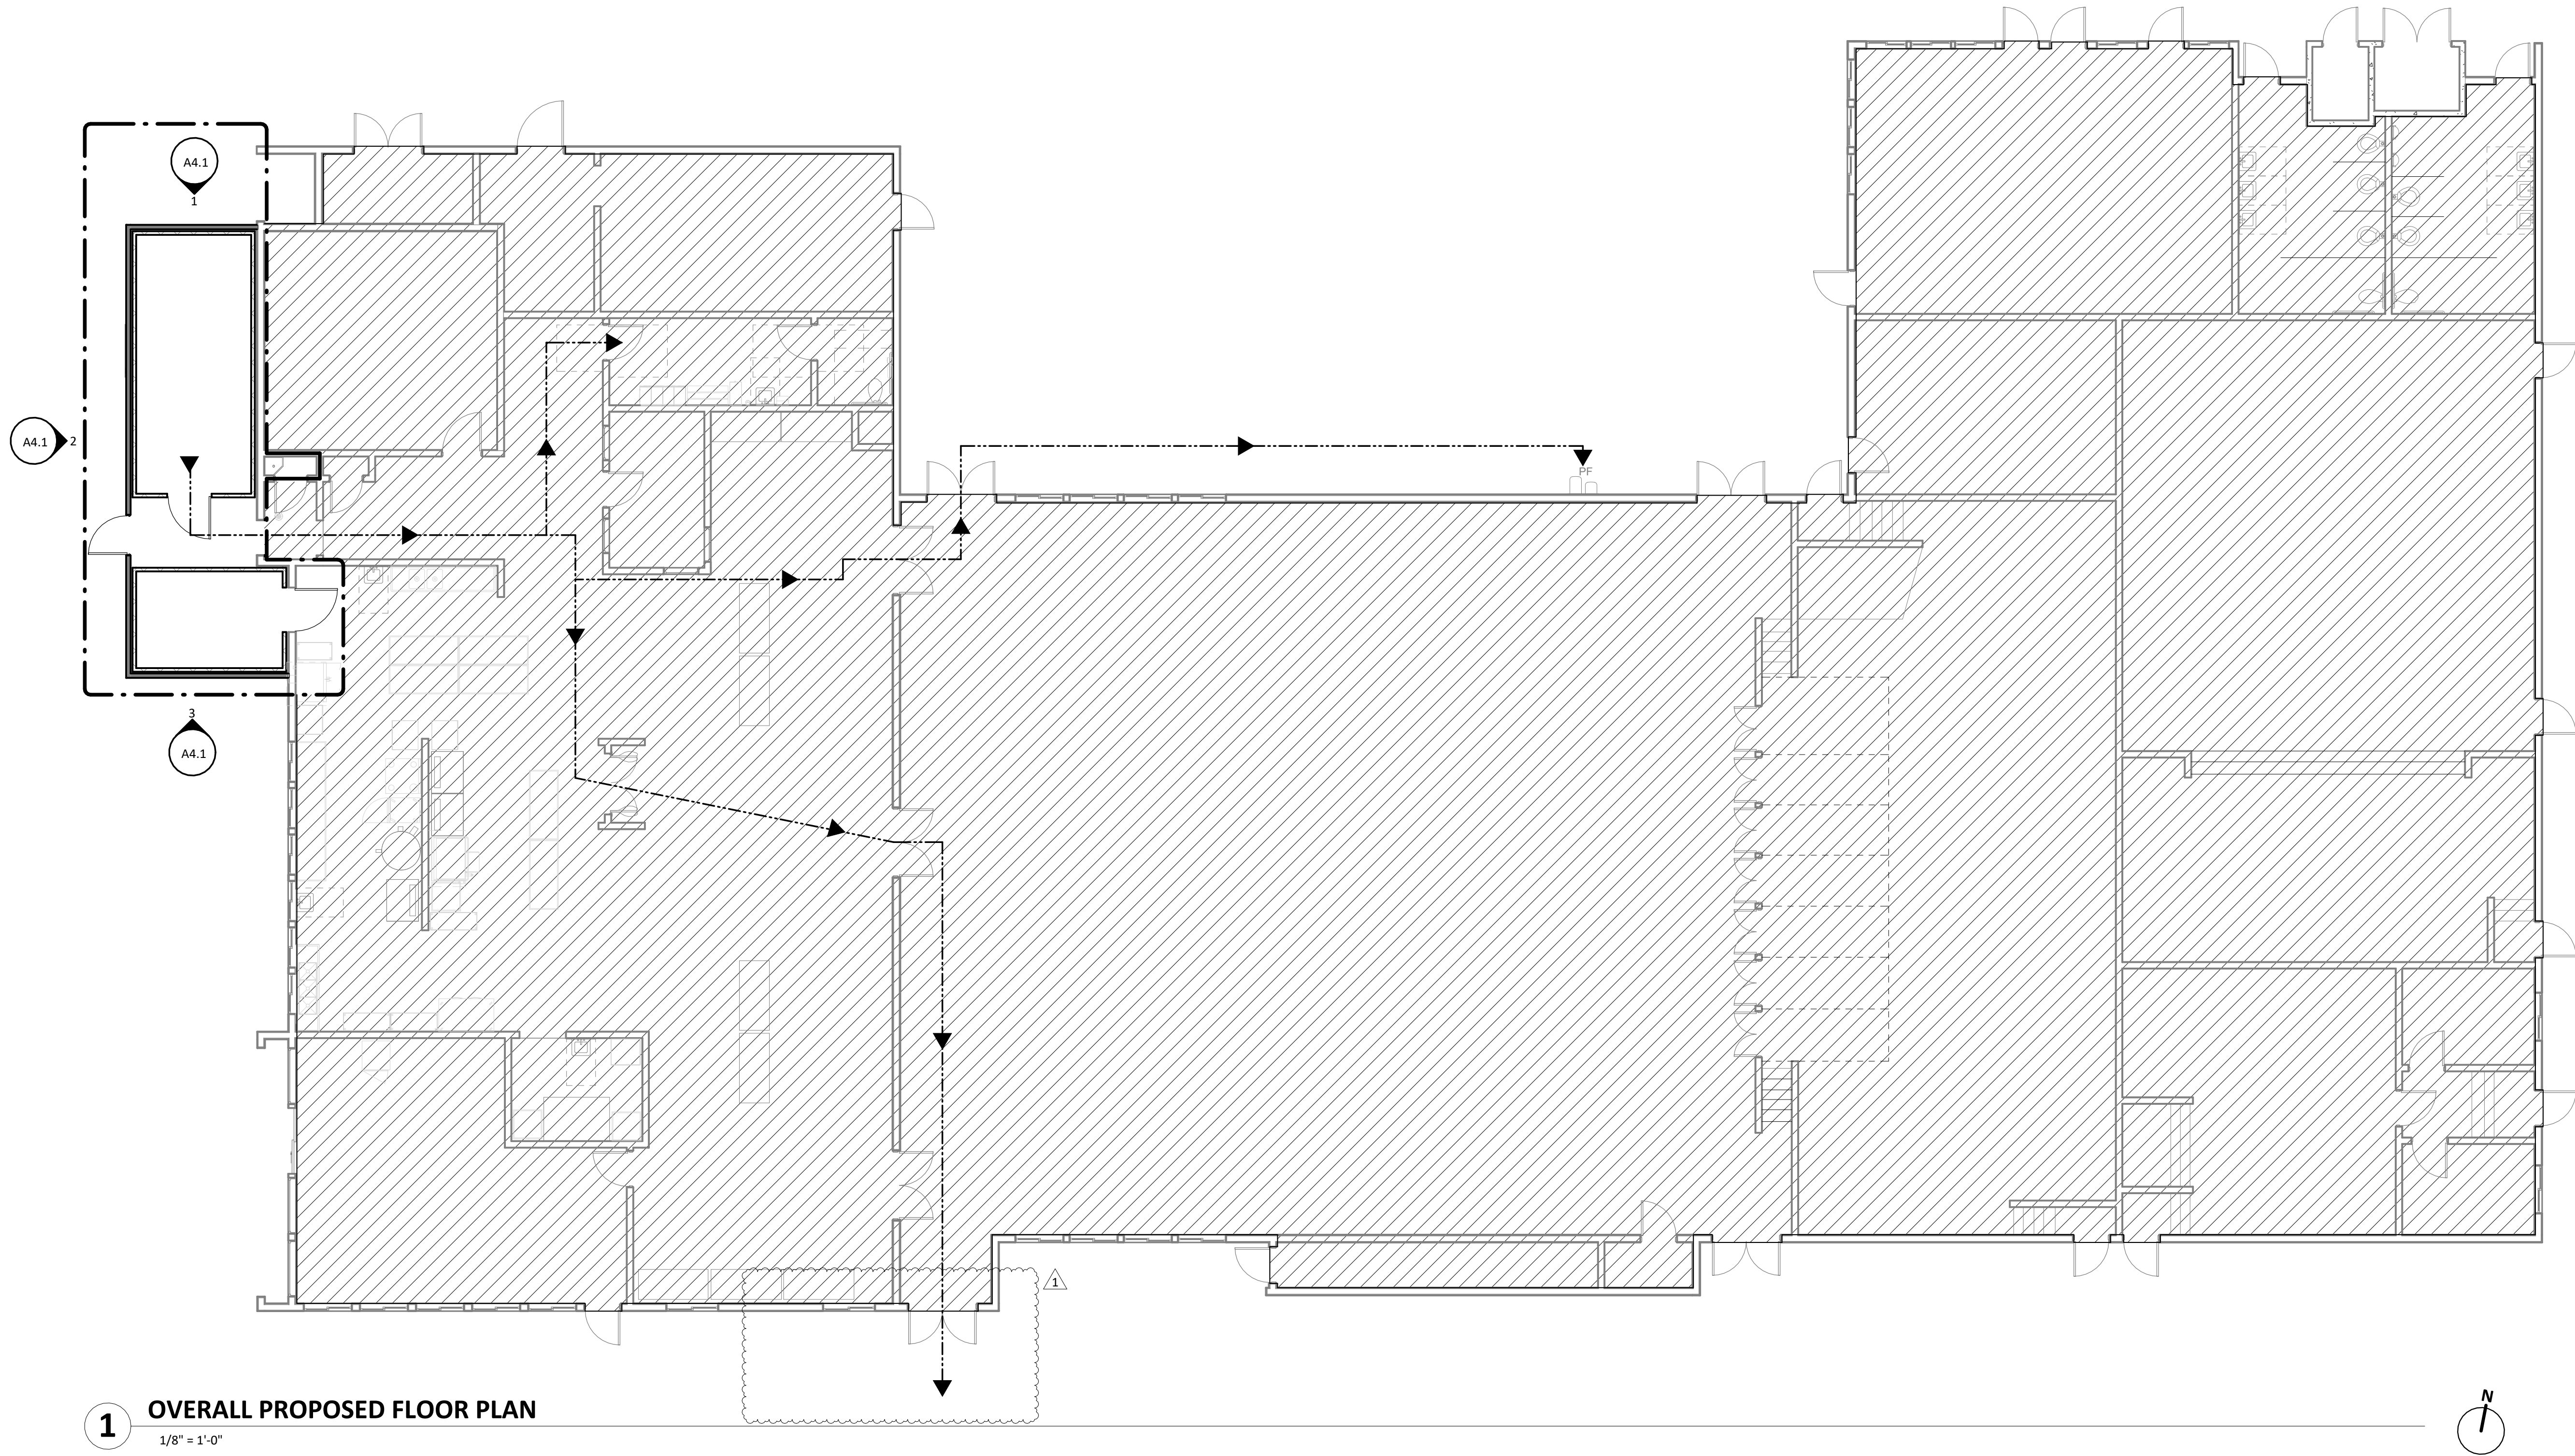 A4.1
1
A4.1
2
PF
3
A4.1
1
1
OVERALL PROPOSED FLOOR PLAN
1/8" = 1'-0"
N